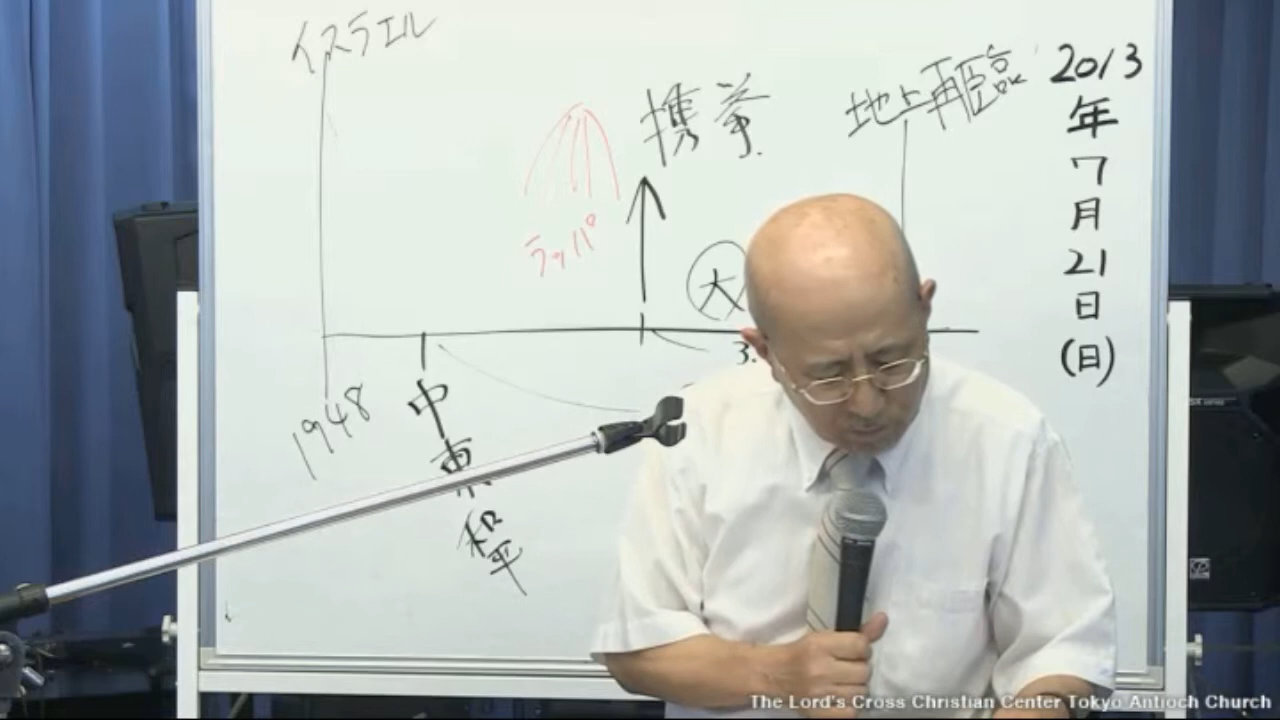 イスラエル
携挙
地上再臨
2013
年
7
月
21
日
(日)
ラッパ
大
3.
1948
中
東
和
平
The Lord's Cross Christian Center Tokyo Antioch Church